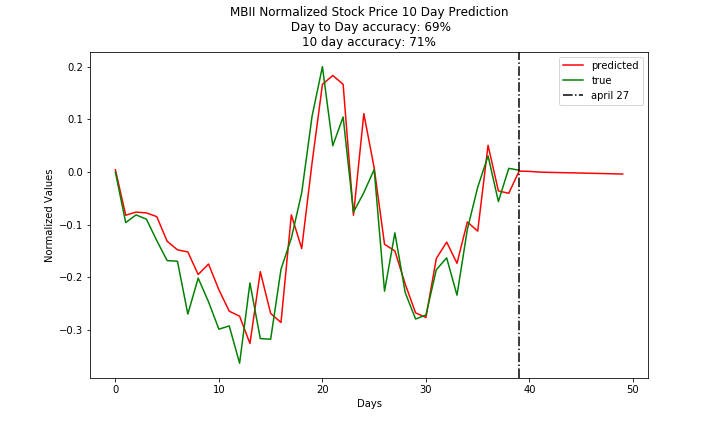 MBII Normalized Stock Price 10 Day Prediction
Day to Day accuracy: 69%
10 day accuracy: 71%
predicted
true
april 27
Normalized Values
0.2
0.1
0.0
−0.1
−0.2
−0.3
0 10 20 30 40 50
Days